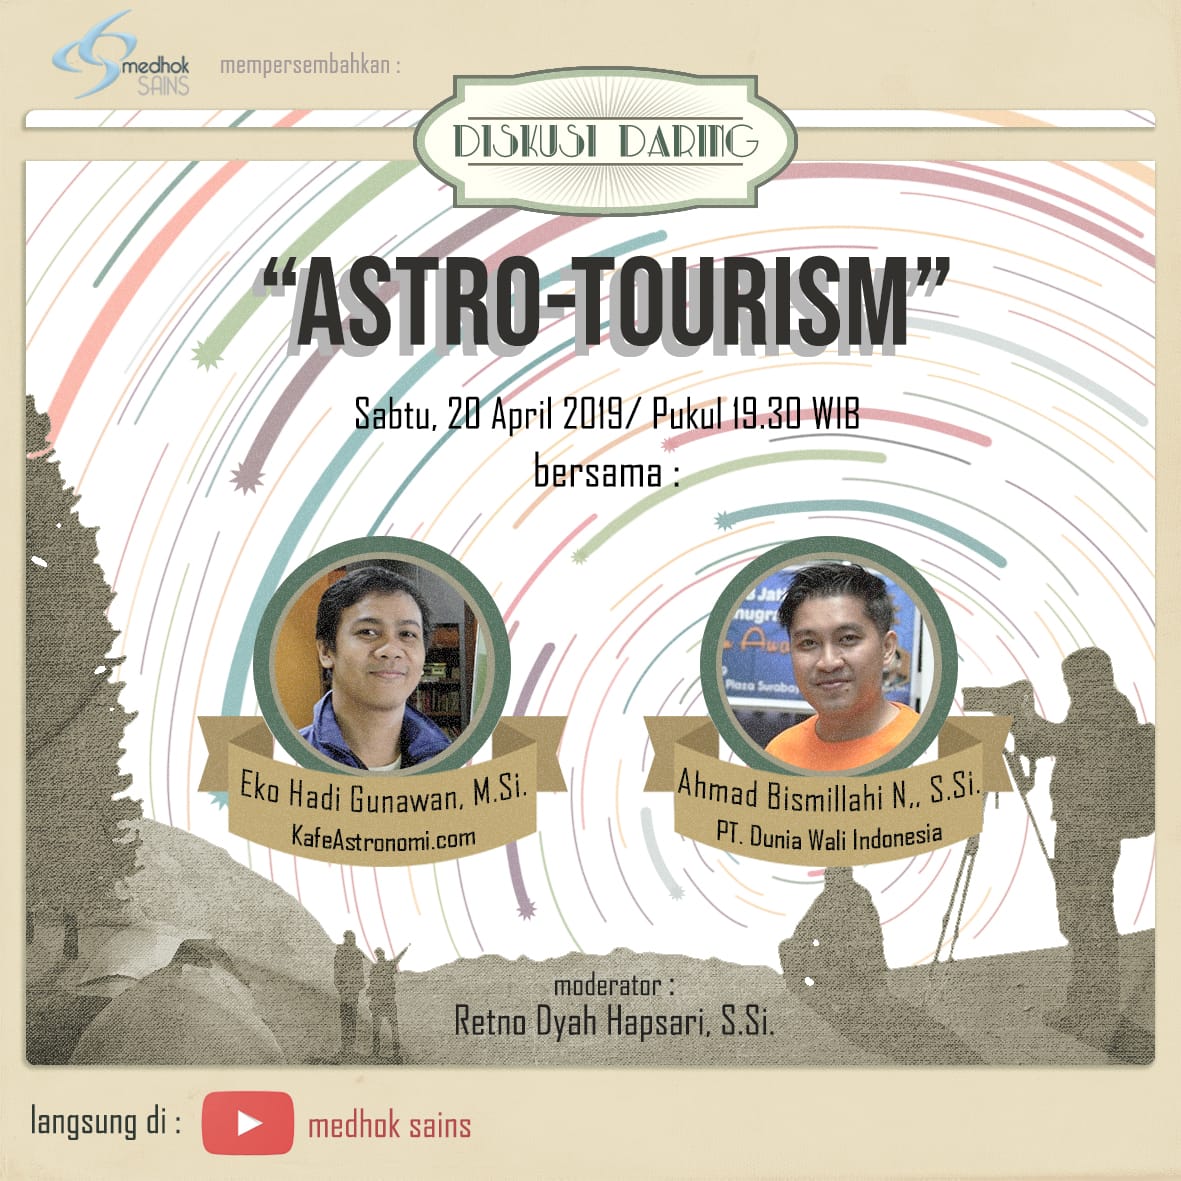 medhok
SAINS
mempersembahkan :
DISKUSI DARING
“ASTRO-TOURISM”
Sabtu, 20 April 2019/ Pukul 19.30 WIB
bersama :
Eko Hadi Gunawan, M.Si.
KafeAstronomi.com
Ahmad Bismillahi N,, S.Si.
PT. Dunia Wali Indonesia
moderator :
Retno Dyah Hapsari, S.Si.
langsung di :
medhok sains